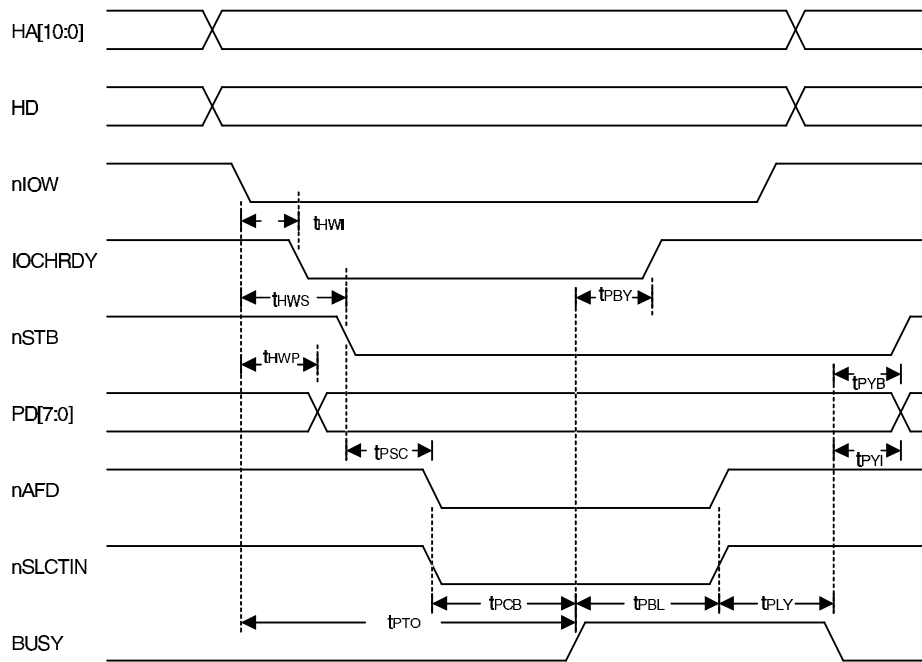 HA[10:0]
HD
nIOW
tHWI
IOCHRDY
tHWS
tPBY
nSTB
tHWP
tPYB
PD[7:0]
tPSC
tPYI
nAFD
nSLCTIN
tPCB
tPBL
tPLY
tPTO
BUSY